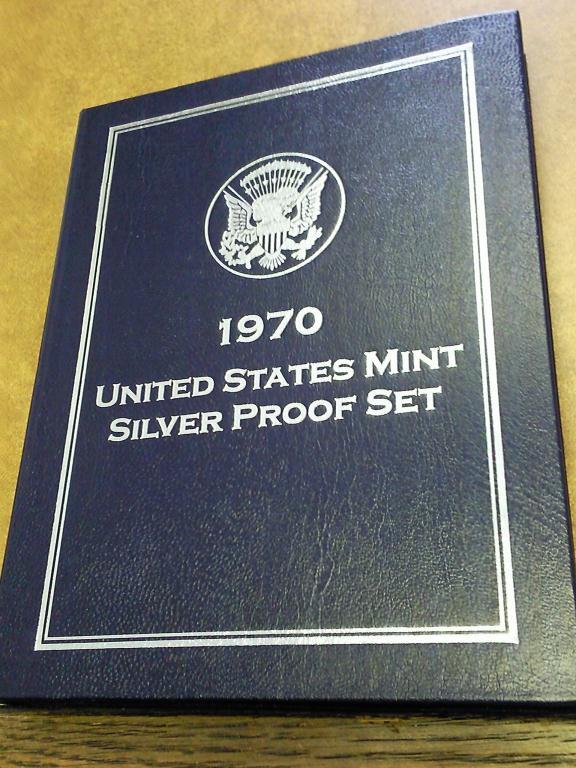 1970
United States Mint
Silver Proof Set